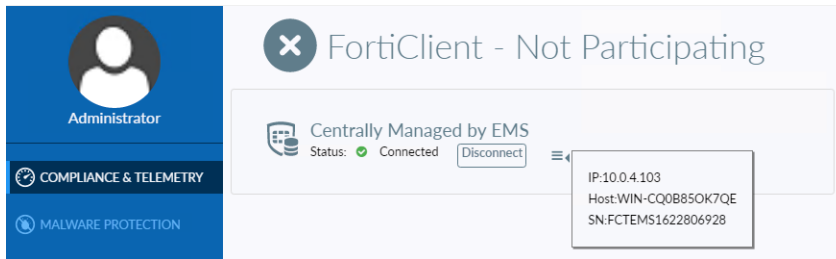 FortiClient - Not Participating
Administrator
Centrally Managed by EMS
Status: Connected Disconnect
IP:10.0.4.103
Host:WIN-CQ0B85OK7QE
SN:FCTEMS1622806928
COMPLIANCE & TELEMETRY
MALWARE PROTECTION